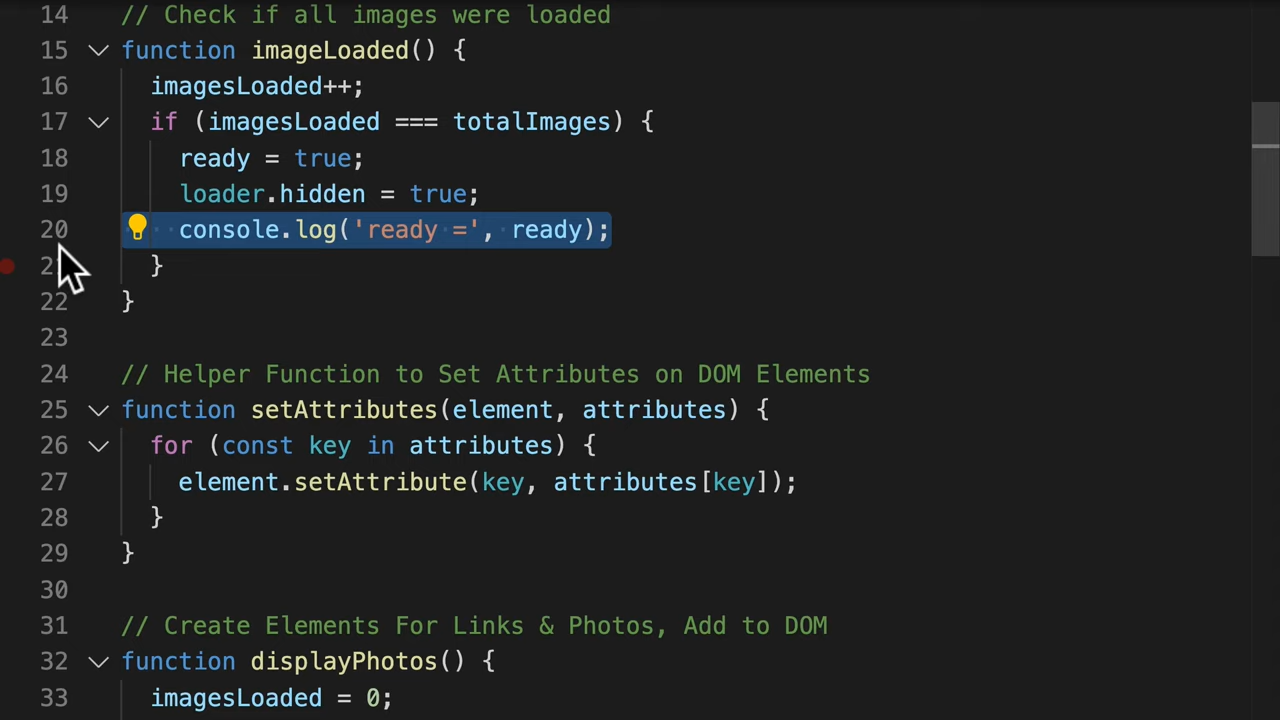 14 // Check if all images were loaded
15 function imageLoaded() {
16 imagesLoaded++;
17 if (imagesLoaded === totalImages) {
18 ready = true;
19 loader.hidden = true;
20 console.log('ready =', ready);
2 }
22 }
23
24 // Helper Function to Set Attributes on DOM Elements
25 function setAttributes(element, attributes) {
26 for (const key in attributes) {
27 element.setAttribute(key, attributes[key]);
28 }
29 }
30
31 // Create Elements For Links & Photos, Add to DOM
32 function displayPhotos() {
33 imagesLoaded = 0;